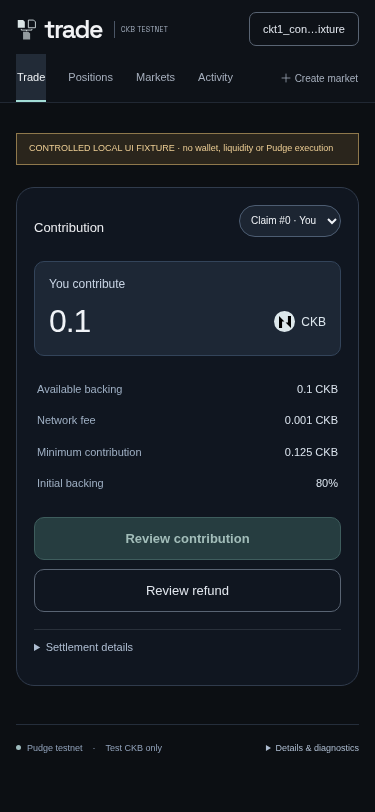 trade
CKB TESTNET
ckt1_con…ixture
Trade
Positions
Markets
Activity
Create market
CONTROLLED LOCAL UI FIXTURE · no wallet, liquidity or Pudge execution
Contribution
Claim #0 · You
You contribute
0.1
CKB
Available backing 0.1 CKB
Network fee 0.001 CKB
Minimum contribution 0.125 CKB
Initial backing 80%
Review contribution
Review refund
Settlement details
Pudge testnet · Test CKB only
Details & diagnostics